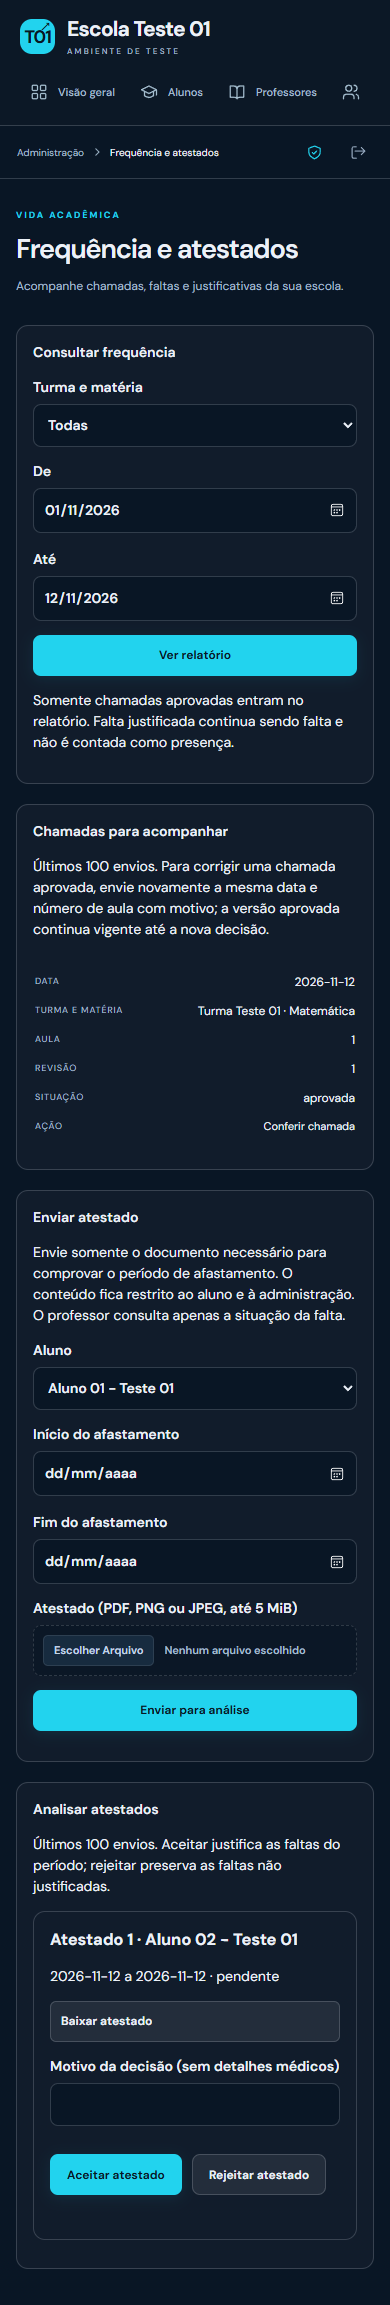 T01
Escola Teste 01
AMBIENTE DE TESTE
Visão geral
Alunos
Professores
Administração
Frequência e atestados
VIDA ACADÊMICA
Frequência e atestados
Acompanhe chamadas, faltas e justificativas da sua escola.
Consultar frequência
Turma e matéria
Todas
De
01/11/2026
Até
12/11/2026
Ver relatório
Somente chamadas aprovadas entram no
relatório. Falta justificada continua sendo falta e
não é contada como presença.
Chamadas para acompanhar
Últimos 100 envios. Para corrigir uma chamada
aprovada, envie novamente a mesma data e
número de aula com motivo; a versão aprovada
continua vigente até a nova decisão.
DATA 2026-11-12
TURMA E MATÉRIA Turma Teste 01 · Matemática
AULA 1
REVISÃO 1
SITUAÇÃO aprovada
AÇÃO Conferir chamada
Enviar atestado
Envie somente o documento necessário para
comprovar o período de afastamento. O
conteúdo fica restrito ao aluno e à administração.
O professor consulta apenas a situação da falta.
Aluno
Aluno 01 - Teste 01
Início do afastamento
dd/mm/aaaa
Fim do afastamento
dd/mm/aaaa
Atestado (PDF, PNG ou JPEG, até 5 MiB)
Escolher Arquivo Nenhum arquivo escolhido
Enviar para análise
Analisar atestados
Últimos 100 envios. Aceitar justifica as faltas do
período; rejeitar preserva as faltas não
justificadas.
Atestado 1 · Aluno 02 - Teste 01
2026-11-12 a 2026-11-12 · pendente
Baixar atestado
Motivo da decisão (sem detalhes médicos)
Aceitar atestado
Rejeitar atestado